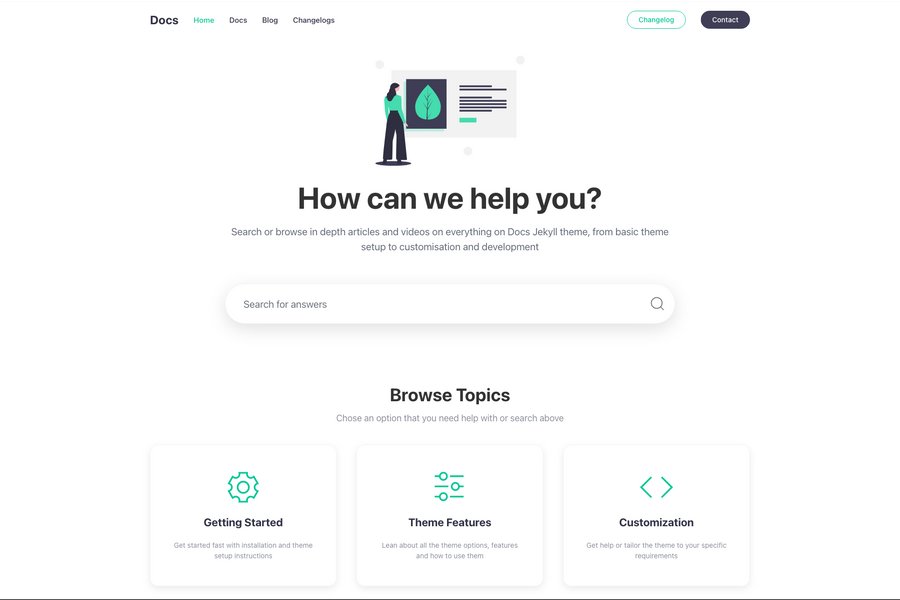 Docs Home Docs Blog Changelogs Changelog Contact
How can we help you?
Search or browse in depth articles and videos on everything on Docs Jekyll theme, from basic theme
setup to customisation and development
Search for answers
Browse Topics
Chose an option that you need help with or search above
Getting Started
Get started fast with installation and theme
setup instructions
Theme Features
Lean about all the theme options, features
and how to use them
Customization
Get help or tailor the theme to your specific
requirements